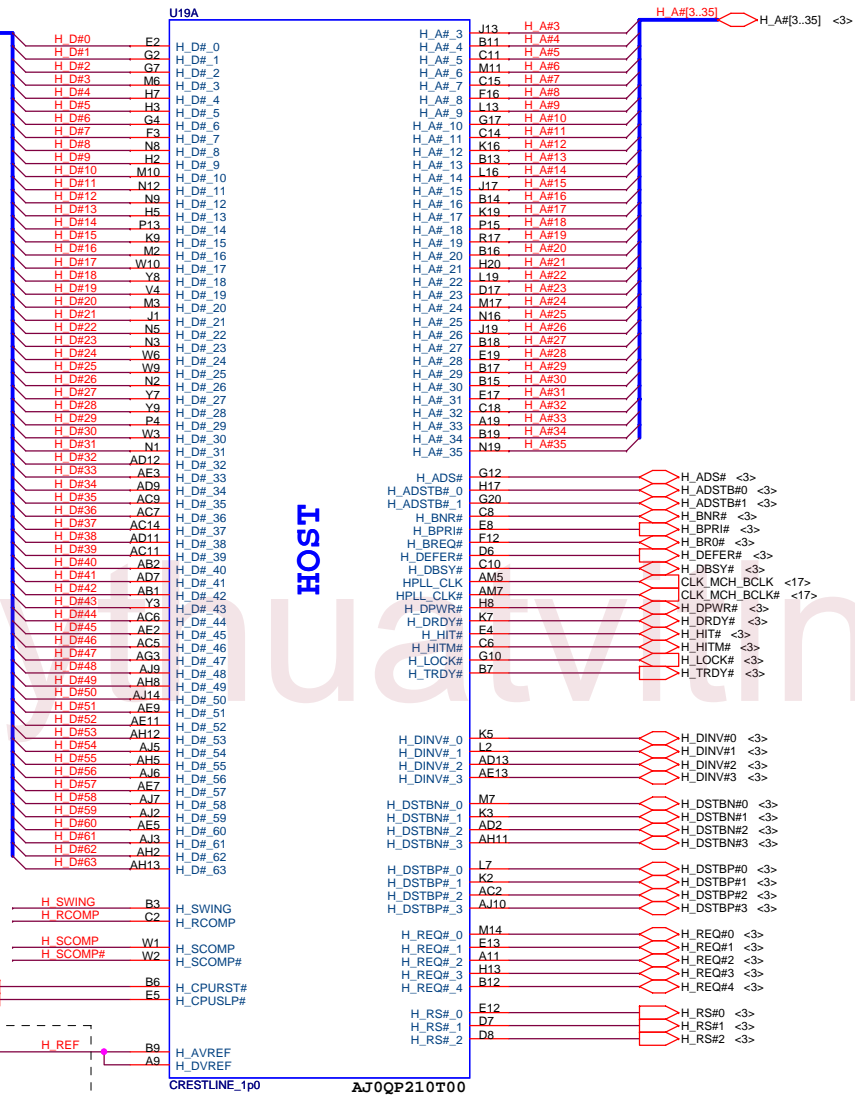 U19A
H_A#[3..35] H_A#[3..35] <3>
H_D#0 E2 H_D#_0
H_D#1 G2 H_D#_1
H_D#2 G7 H_D#_2
H_D#3 M6 H_D#_3
H_D#4 H7 H_D#_4
H_D#5 H3 H_D#_5
H_D#6 G4 H_D#_6
H_D#7 F3 H_D#_7
H_D#8 N8 H_D#_8
H_D#9 H2 H_D#_9
H_D#10 M10 H_D#_10
H_D#11 N12 H_D#_11
H_D#12 N9 H_D#_12
H_D#13 H5 H_D#_13
H_D#14 P13 H_D#_14
H_D#15 K9 H_D#_15
H_D#16 M2 H_D#_16
H_D#17 W10 H_D#_17
H_D#18 Y8 H_D#_18
H_D#19 V4 H_D#_19
H_D#20 M3 H_D#_20
H_D#21 J1 H_D#_21
H_D#22 N5 H_D#_22
H_D#23 N3 H_D#_23
H_D#24 W6 H_D#_24
H_D#25 W9 H_D#_25
H_D#26 N2 H_D#_26
H_D#27 Y7 H_D#_27
H_D#28 Y9 H_D#_28
H_D#29 P4 H_D#_29
H_D#30 W3 H_D#_30
H_D#31 N1 H_D#_31
H_D#32 AD12 H_D#_32
H_D#33 AE3 H_D#_33
H_D#34 AD9 H_D#_34
H_D#35 AC9 H_D#_35
H_D#36 AC7 H_D#_36
H_D#37 AC14 H_D#_37
H_D#38 AD11 H_D#_38
H_D#39 AC11 H_D#_39
H_D#40 AB2 H_D#_40
H_D#41 AD7 H_D#_41
H_D#42 AB1 H_D#_42
H_D#43 Y3 H_D#_43
H_D#44 AC6 H_D#_44
H_D#45 AE2 H_D#_45
H_D#46 AC5 H_D#_46
H_D#47 AG3 H_D#_47
H_D#48 AJ9 H_D#_48
H_D#49 AH8 H_D#_49
H_D#50 AJ14 H_D#_50
H_D#51 AE9 H_D#_51
H_D#52 AE11 H_D#_52
H_D#53 AH12 H_D#_53
H_D#54 AJ5 H_D#_54
H_D#55 AH5 H_D#_55
H_D#56 AJ6 H_D#_56
H_D#57 AE7 H_D#_57
H_D#58 AJ7 H_D#_58
H_D#59 AJ2 H_D#_59
H_D#60 AE5 H_D#_60
H_D#61 AJ3 H_D#_61
H_D#62 AH2 H_D#_62
H_D#63 AH13 H_D#_63
H_SWING B3 H_SWING
H_RCOMP C2 H_RCOMP
H_SCOMP W1 H_SCOMP
H_SCOMP# W2 H_SCOMP#
B6 H_CPURST#
E5 H_CPUSLP#
H_REF B9 H_AVREF
A9 H_DVREF
HOST
H_A#_3 J13 H_A#3
H_A#_4 B11 H_A#4
H_A#_5 C11 H_A#5
H_A#_6 M11 H_A#6
H_A#_7 C15 H_A#7
H_A#_8 F16 H_A#8
H_A#_9 L13 H_A#9
H_A#_10 G17 H_A#10
H_A#_11 C14 H_A#11
H_A#_12 K16 H_A#12
H_A#_13 B13 H_A#13
H_A#_14 L16 H_A#14
H_A#_15 J17 H_A#15
H_A#_16 B14 H_A#16
H_A#_17 K19 H_A#17
H_A#_18 P15 H_A#18
H_A#_19 R17 H_A#19
H_A#_20 B16 H_A#20
H_A#_21 H20 H_A#21
H_A#_22 L19 H_A#22
H_A#_23 D17 H_A#23
H_A#_24 M17 H_A#24
H_A#_25 N16 H_A#25
H_A#_26 J19 H_A#26
H_A#_27 B18 H_A#27
H_A#_28 E19 H_A#28
H_A#_29 B17 H_A#29
H_A#_30 B15 H_A#30
H_A#_31 E17 H_A#31
H_A#_32 C18 H_A#32
H_A#_33 A19 H_A#33
H_A#_34 B19 H_A#34
H_A#_35 N19 H_A#35
H_ADS# G12 H_ADS# <3>
H_ADSTB#_0 H17 H_ADSTB#0 <3>
H_ADSTB#_1 G20 H_ADSTB#1 <3>
H_BNR# C8 H_BNR# <3>
H_BPRI# E8 H_BPRI# <3>
H_BREQ# F12 H_BR0# <3>
H_DEFER# D6 H_DEFER# <3>
H_DBSY# C10 H_DBSY# <3>
HPLL_CLK AM5 CLK_MCH_BCLK <17>
HPLL_CLK# AM7 CLK_MCH_BCLK# <17>
H_DPWR# H8 H_DPWR# <3>
H_DRDY# K7 H_DRDY# <3>
H_HIT# E4 H_HIT# <3>
H_HITM# C6 H_HITM# <3>
H_LOCK# G10 H_LOCK# <3>
H_TRDY# B7 H_TRDY# <3>
ythuatvitin
H_DINV#_0 K5 H_DINV#0 <3>
H_DINV#_1 L2 H_DINV#1 <3>
H_DINV#_2 AD13 H_DINV#2 <3>
H_DINV#_3 AE13 H_DINV#3 <3>
H_DSTBN#_0 M7 H_DSTBN#0 <3>
H_DSTBN#_1 K3 H_DSTBN#1 <3>
H_DSTBN#_2 AD2 H_DSTBN#2 <3>
H_DSTBN#_3 AH11 H_DSTBN#3 <3>
H_DSTBP#_0 L7 H_DSTBP#0 <3>
H_DSTBP#_1 K2 H_DSTBP#1 <3>
H_DSTBP#_2 AC2 H_DSTBP#2 <3>
H_DSTBP#_3 AJ10 H_DSTBP#3 <3>
H_REQ#_0 M14 H_REQ#0 <3>
H_REQ#_1 E13 H_REQ#1 <3>
H_REQ#_2 A11 H_REQ#2 <3>
H_REQ#_3 H13 H_REQ#3 <3>
H_REQ#_4 B12 H_REQ#4 <3>
H_RS#_0 E12 H_RS#0 <3>
H_RS#_1 D7 H_RS#1 <3>
H_RS#_2 D8 H_RS#2 <3>
CRESTLINE_1p0 AJ0QP210T00